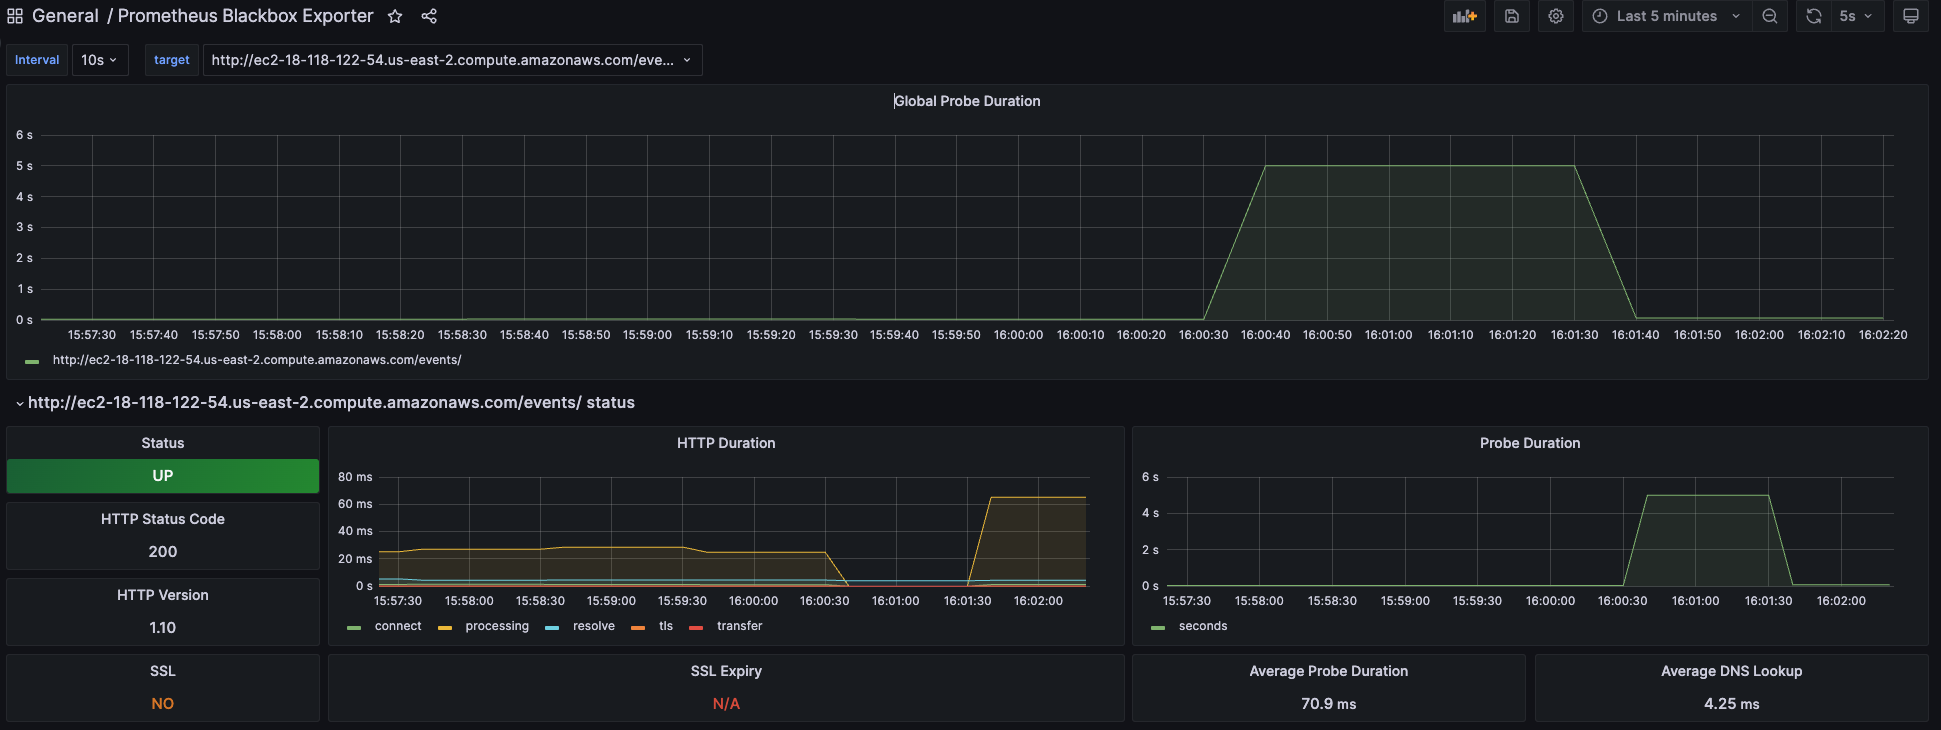 General / Prometheus Blackbox Exporter
Last 5 minutes
5s
Interval
10s
target
http://ec2-18-118-122-54.us-east-2.compute.amazonaws.com/eve...
Global Probe Duration
6 s
5 s
4 s
3 s
2 s
1 s
0 s
15:57:30 15:57:40 15:57:50 15:58:00 15:58:10 15:58:20 15:58:30 15:58:40 15:58:50 15:59:00 15:59:10 15:59:20 15:59:30 15:59:40 15:59:50 16:00:00 16:00:10 16:00:20 16:00:30 16:00:40 16:00:50 16:01:00 16:01:10 16:01:20 16:01:30 16:01:40 16:01:50 16:02:00 16:02:10 16:02:20
http://ec2-18-118-122-54.us-east-2.compute.amazonaws.com/events/
http://ec2-18-118-122-54.us-east-2.compute.amazonaws.com/events/ status
Status
UP
HTTP Status Code
200
HTTP Version
1.10
SSL
NO
HTTP Duration
80 ms
60 ms
40 ms
20 ms
0 s
15:57:30 15:58:00 15:58:30 15:59:00 15:59:30 16:00:00 16:00:30 16:01:00 16:01:30 16:02:00
connect processing resolve tls transfer
Probe Duration
6 s
4 s
2 s
0 s
15:57:30 15:58:00 15:58:30 15:59:00 15:59:30 16:00:00 16:00:30 16:01:00 16:01:30 16:02:00
seconds
SSL Expiry
N/A
Average Probe Duration
70.9 ms
Average DNS Lookup
4.25 ms